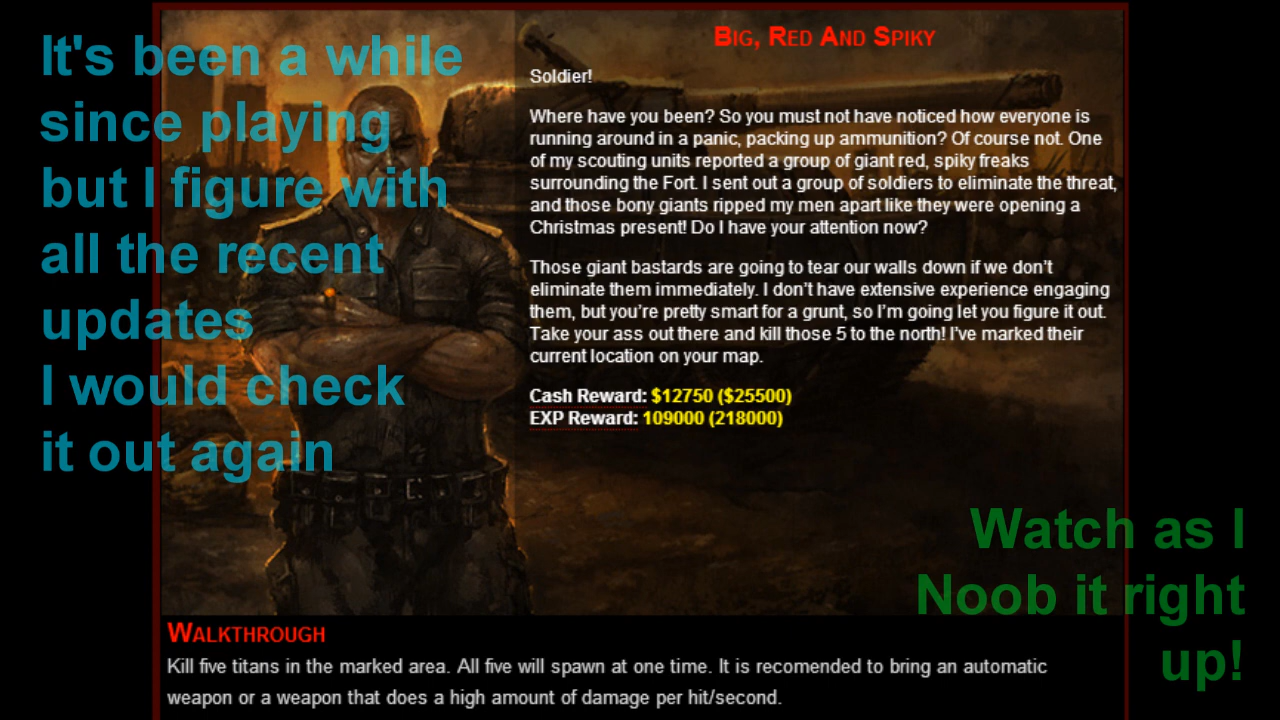 It's been a while
since playing
but I figure with
all the recent
updates
I would check
it out again
Big, Red And Spiky
Soldier!
Where have you been? So you must not have noticed how everyone is
running around in a panic, packing up ammunition? Of course not. One
of my scouting units reported a group of giant red, spiky freaks
surrounding the Fort. I sent out a group of soldiers to eliminate the threat,
and those bony giants ripped my men apart like they were opening a
Christmas present! Do I have your attention now?
Those giant bastards are going to tear our walls down if we don't
eliminate them immediately. I don't have extensive experience engaging
them, but you're pretty smart for a grunt, so I'm going let you figure it out.
Take your ass out there and kill those 5 to the north! I've marked their
current location on your map.
Cash Reward: $12750 ($25500)
EXP Reward: 109000 (218000)
Watch as I
Noob it right
up!
Walkthrough
Kill five titans in the marked area. All five will spawn at one time. It is recomended to bring an automatic
weapon or a weapon that does a high amount of damage per hit/second.